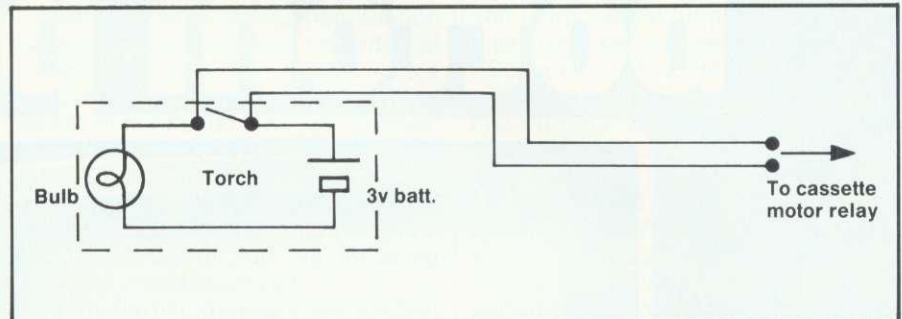 Torch
Bulb
3v batt.
To cassette
motor relay